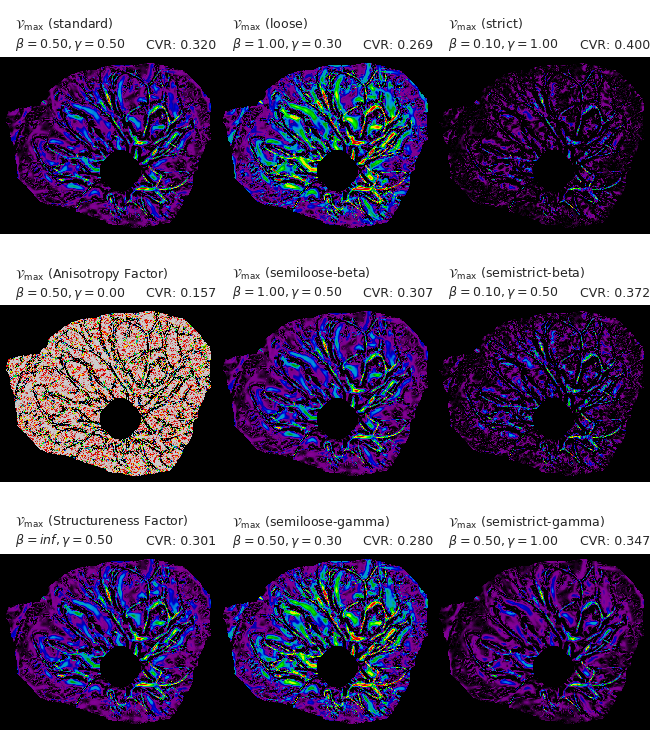 𝒱max (standard)
β = 0.50, γ = 0.50 CVR: 0.320
𝒱max (loose)
β = 1.00, γ = 0.30 CVR: 0.269
𝒱max (strict)
β = 0.10, γ = 1.00 CVR: 0.400
𝒱max (Anisotropy Factor)
β = 0.50, γ = 0.00 CVR: 0.157
𝒱max (semiloose-beta)
β = 1.00, γ = 0.50 CVR: 0.307
𝒱max (semistrict-beta)
β = 0.10, γ = 0.50 CVR: 0.372
𝒱max (Structureness Factor)
β = inf, γ = 0.50 CVR: 0.301
𝒱max (semiloose-gamma)
β = 0.50, γ = 0.30 CVR: 0.280
𝒱max (semistrict-gamma)
β = 0.50, γ = 1.00 CVR: 0.347